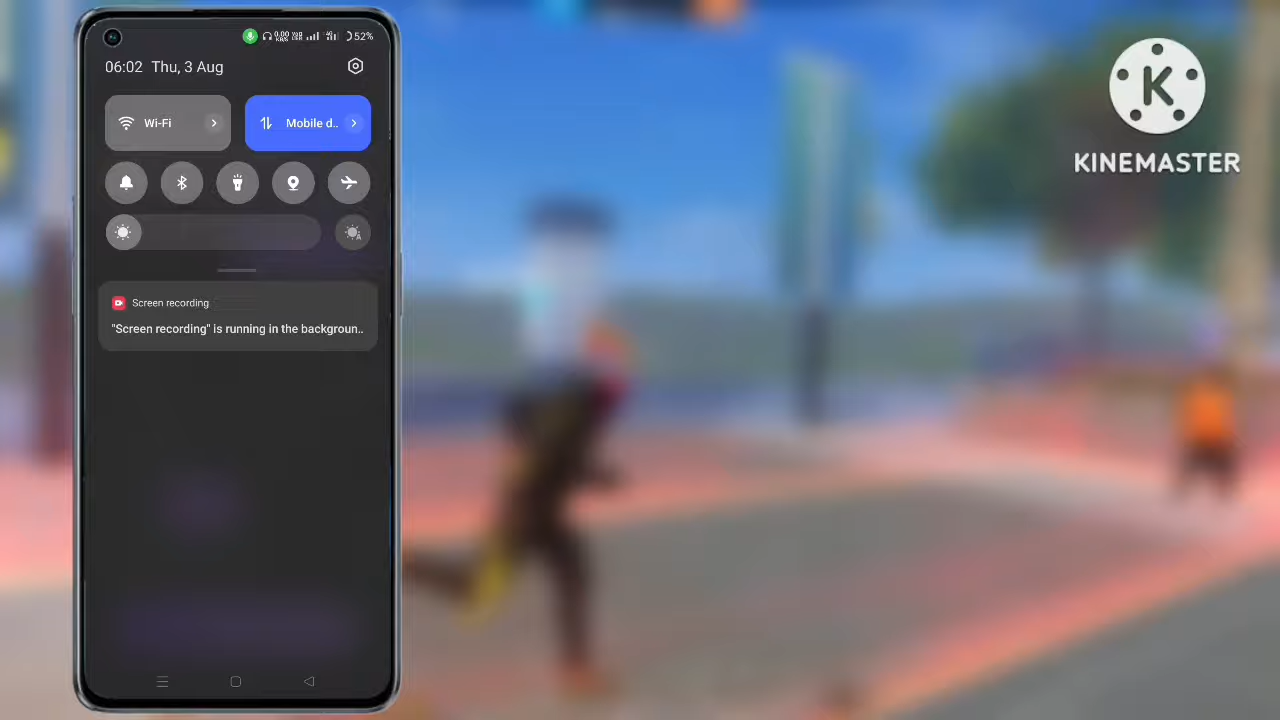 52%
06:02 Thu, 3 Aug
Wi-Fi
Mobile d..
Screen recording
"Screen recording" is running in the backgroun..
K
KINEMASTER